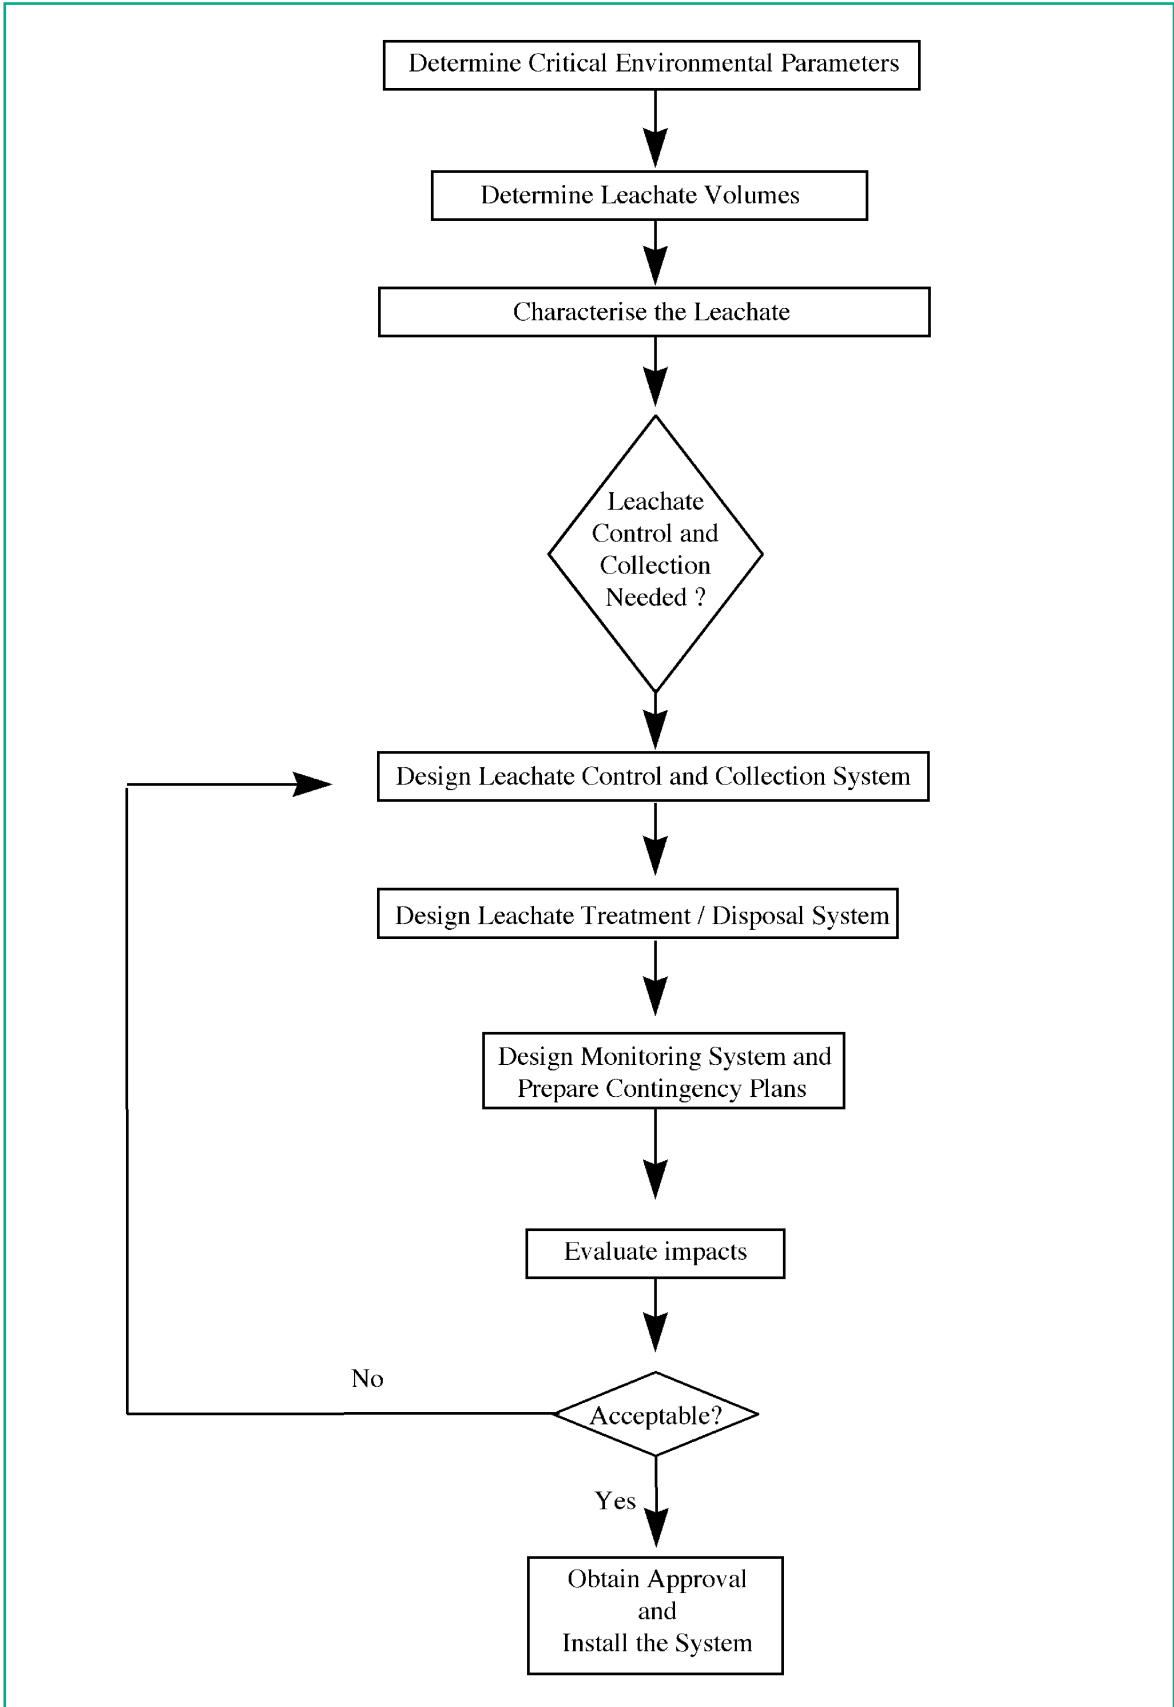 Determine Critical Environmental Parameters
Determine Leachate Volumes
Characterise the Leachate
Leachate
Control and
Collection
Needed ?
Design Leachate Control and Collection System
Design Leachate Treatment / Disposal System
Design Monitoring System and
Prepare Contingency Plans
Evaluate impacts
No
Acceptable?
Yes
Obtain Approval
and
Install the System